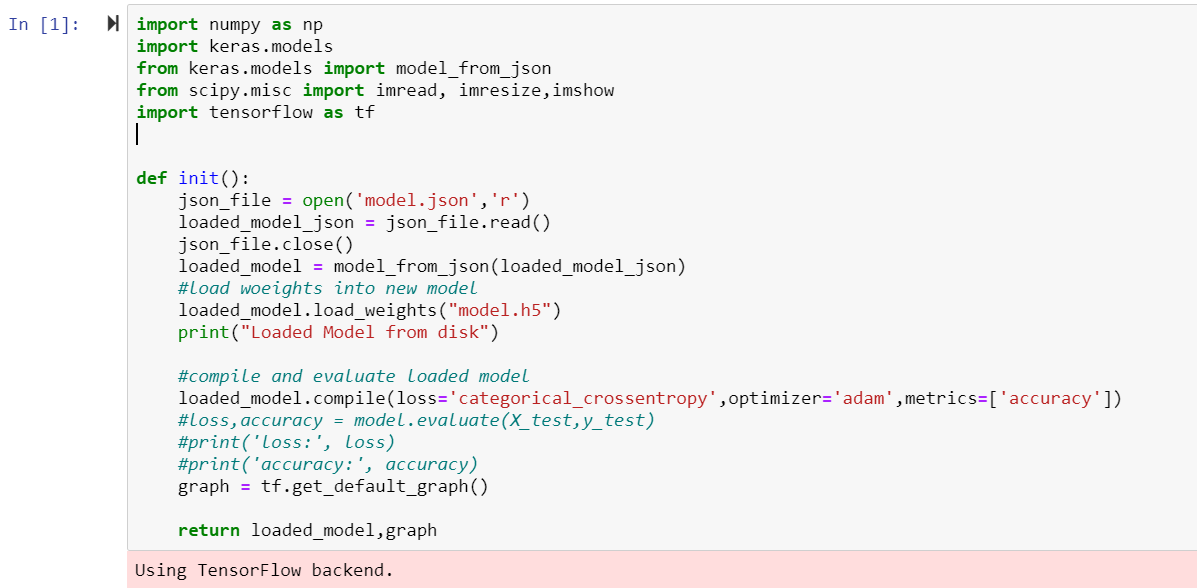 In [1]:
import numpy as np
import keras.models
from keras.models import model_from_json
from scipy.misc import imread, imresize,imshow
import tensorflow as tf
def init():
    json_file = open('model.json','r')
    loaded_model_json = json_file.read()
    json_file.close()
    loaded_model = model_from_json(loaded_model_json)
    #load woeights into new model
    loaded_model.load_weights("model.h5")
    print("Loaded Model from disk")
    #compile and evaluate loaded model
    loaded_model.compile(loss='categorical_crossentropy',optimizer='adam',metrics=['accuracy'])
    #loss,accuracy = model.evaluate(X_test,y_test)
    #print('loss:', loss)
    #print('accuracy:', accuracy)
    graph = tf.get_default_graph()
    return loaded_model,graph
Using TensorFlow backend.